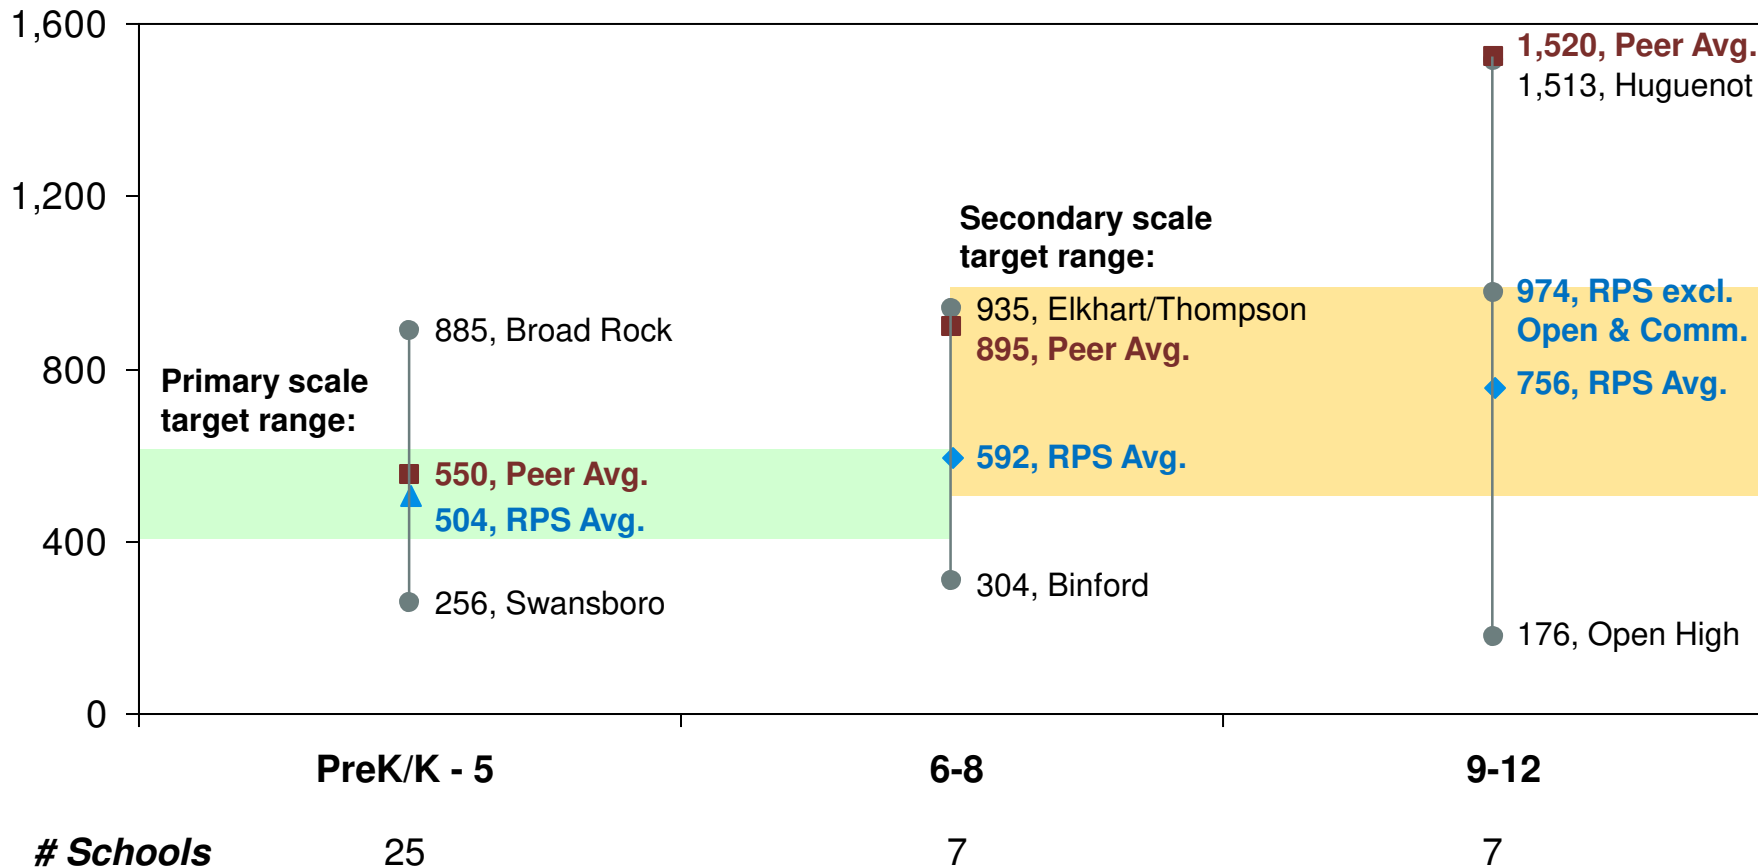 1,600
1,200
800
400
0
885, Broad Rock
Primary scale
target range:
550, Peer Avg.
504, RPS Avg.
256, Swansboro
Secondary scale
target range:
935, Elkhart/Thompson
895, Peer Avg.
592, RPS Avg.
304, Binford
1,520, Peer Avg.
1,513, Huguenot
974, RPS excl.
Open & Comm.
756, RPS Avg.
176, Open High
PreK/K - 5 6-8 9-12
# Schools 25 7 7